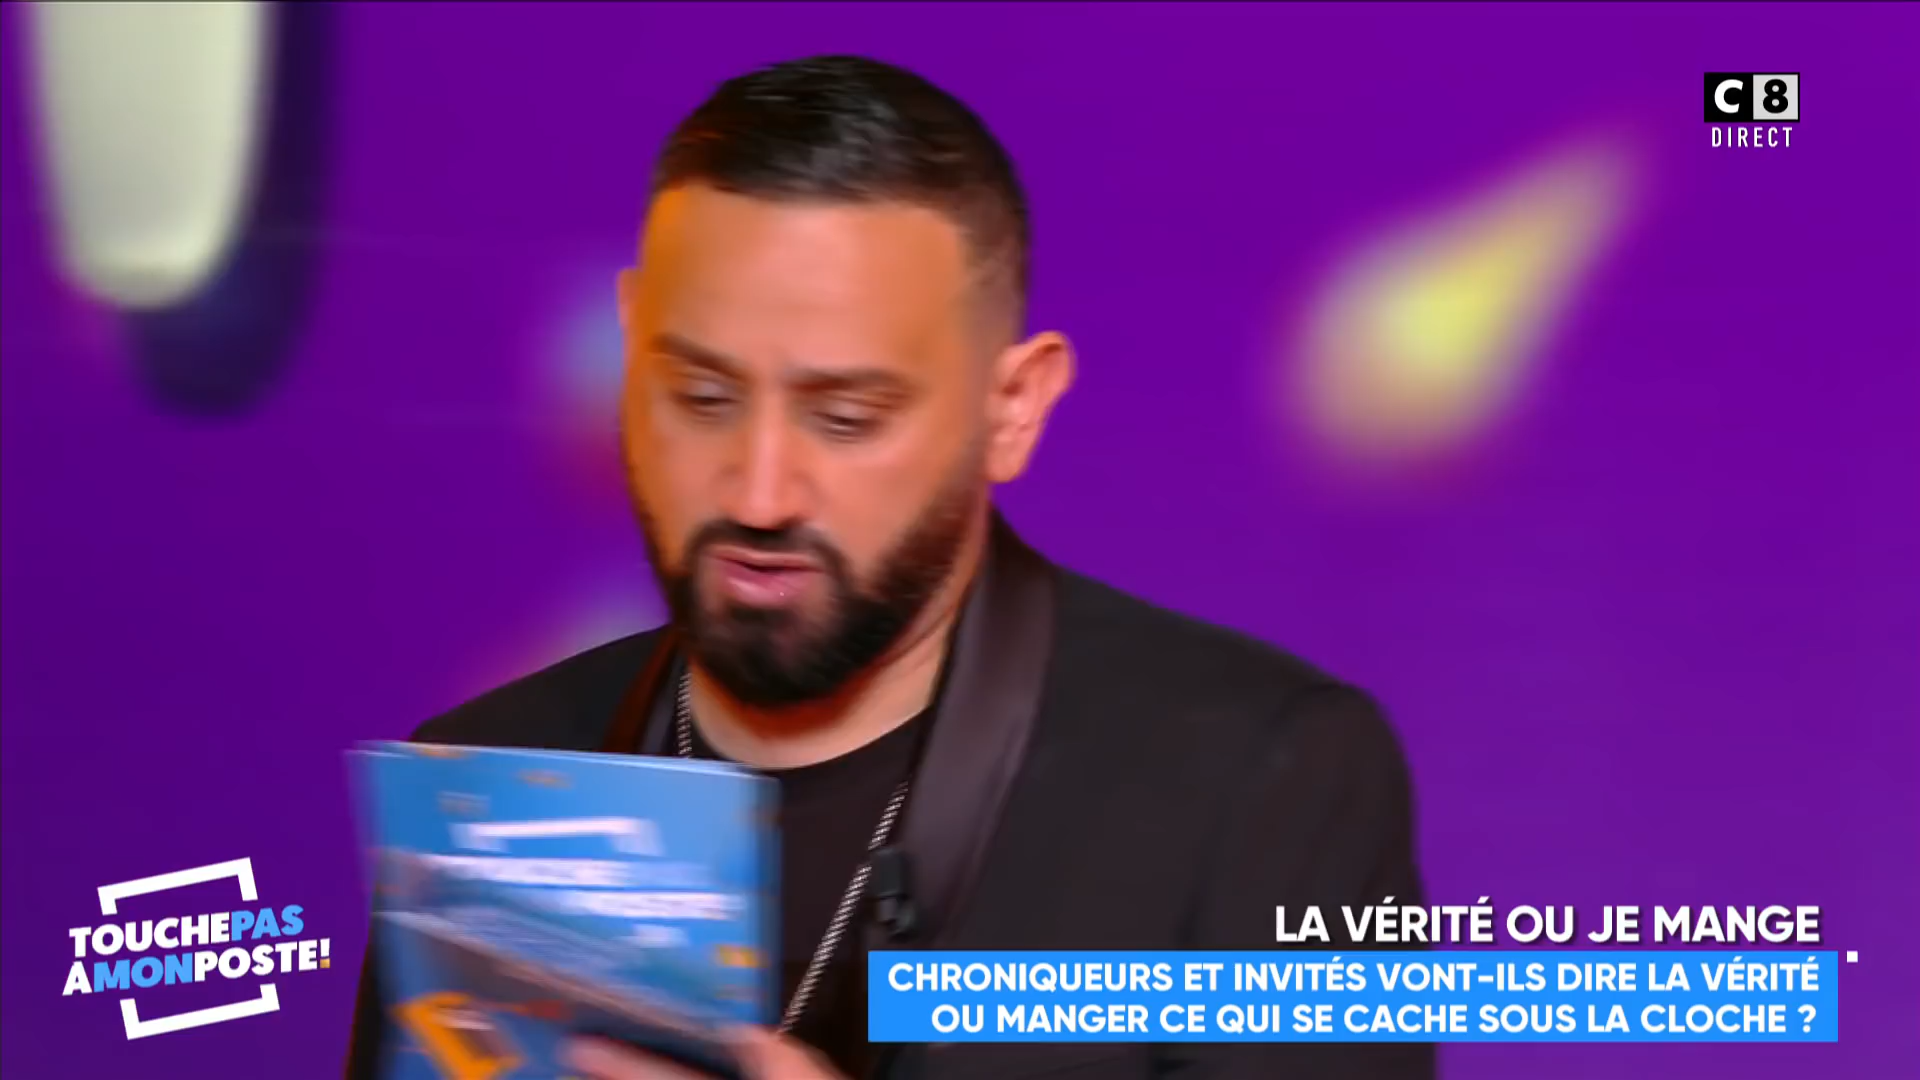 C8
DIRECT
TOUCHE PAS
À MON POSTE!
LA VÉRITÉ OU JE MANGE
CHRONIQUEURS ET INVITÉS VONT-ILS DIRE LA VÉRITÉ
OU MANGER CE QUI SE CACHE SOUS LA CLOCHE ?